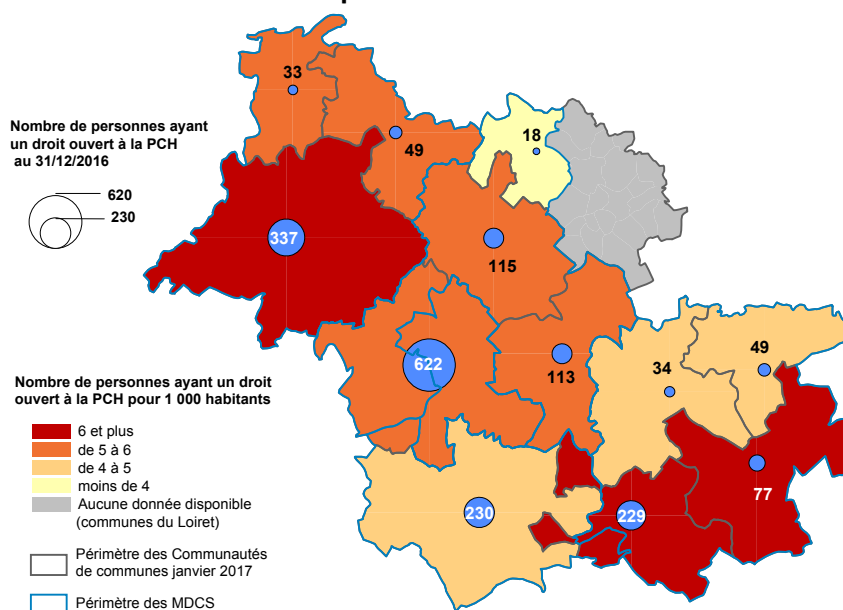 33
49
18
Nombre de personnes ayant
un droit ouvert à la PCH
au 31/12/2016
620
230
337
115
622
113
34
49
77
230
229
Nombre de personnes ayant un droit
ouvert à la PCH pour 1 000 habitants
6 et plus
de 5 à 6
de 4 à 5
moins de 4
Aucune donnée disponible
(communes du Loiret)
Périmètre des Communautés
de communes janvier 2017
Périmètre des MDCS